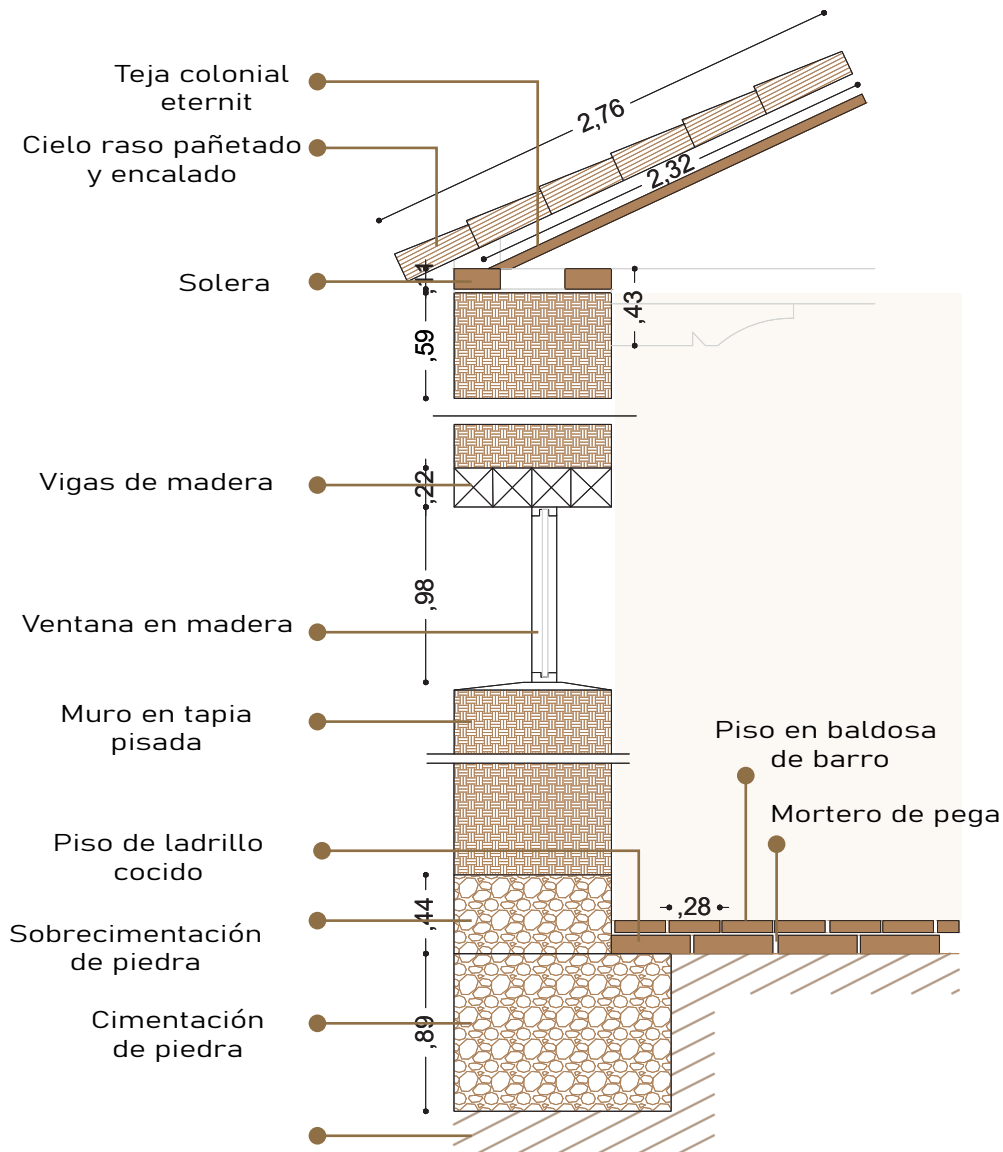 Teja colonial
eternit
Cielo raso pañetado
y encalado
2,76
2,32
Solera
,11
,43
,59
Vigas de madera
,22
,98
Ventana en madera
Muro en tapia
pisada
Piso en baldosa
de barro
Mortero de pega
Piso de ladrillo
cocido
,28
,44
Sobrecimentación
de piedra
Cimentación
de piedra
,89